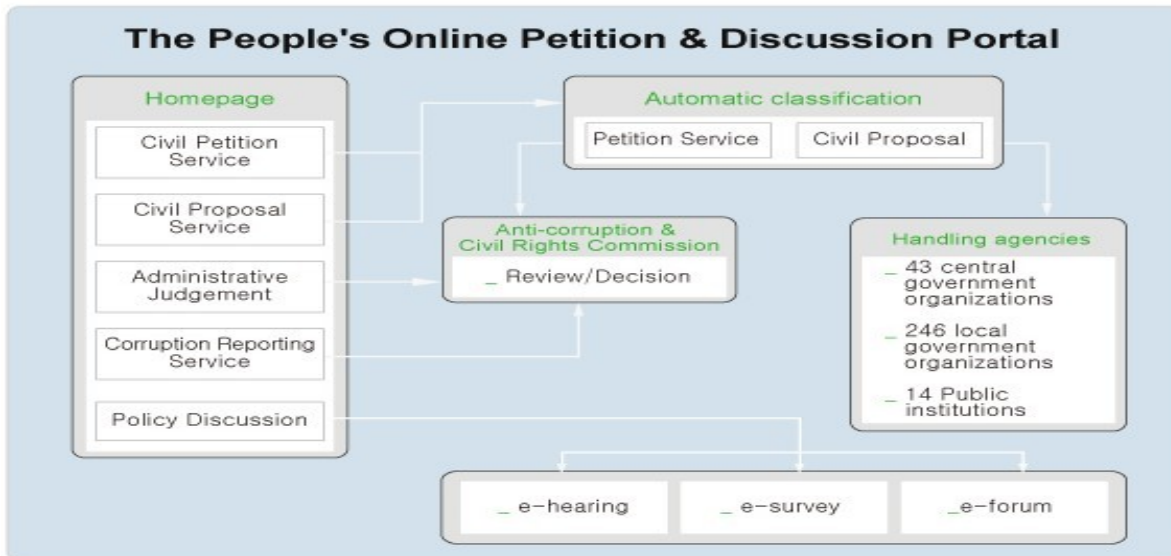 The People's Online Petition & Discussion Portal
Homepage
Civil Petition
Service
Civil Proposal
Service
Administrative
Judgement
Corruption Reporting
Service
Policy Discussion
Automatic classification
Petition Service
Civil Proposal
Anti-corruption &
Civil Rights Commission
_ Review/Decision
Handling agencies
_ 43 central
government
organizations
_ 246 local
government
organizations
_ 14 Public
institutions
_ e-hearing
_ e-survey
_e-forum